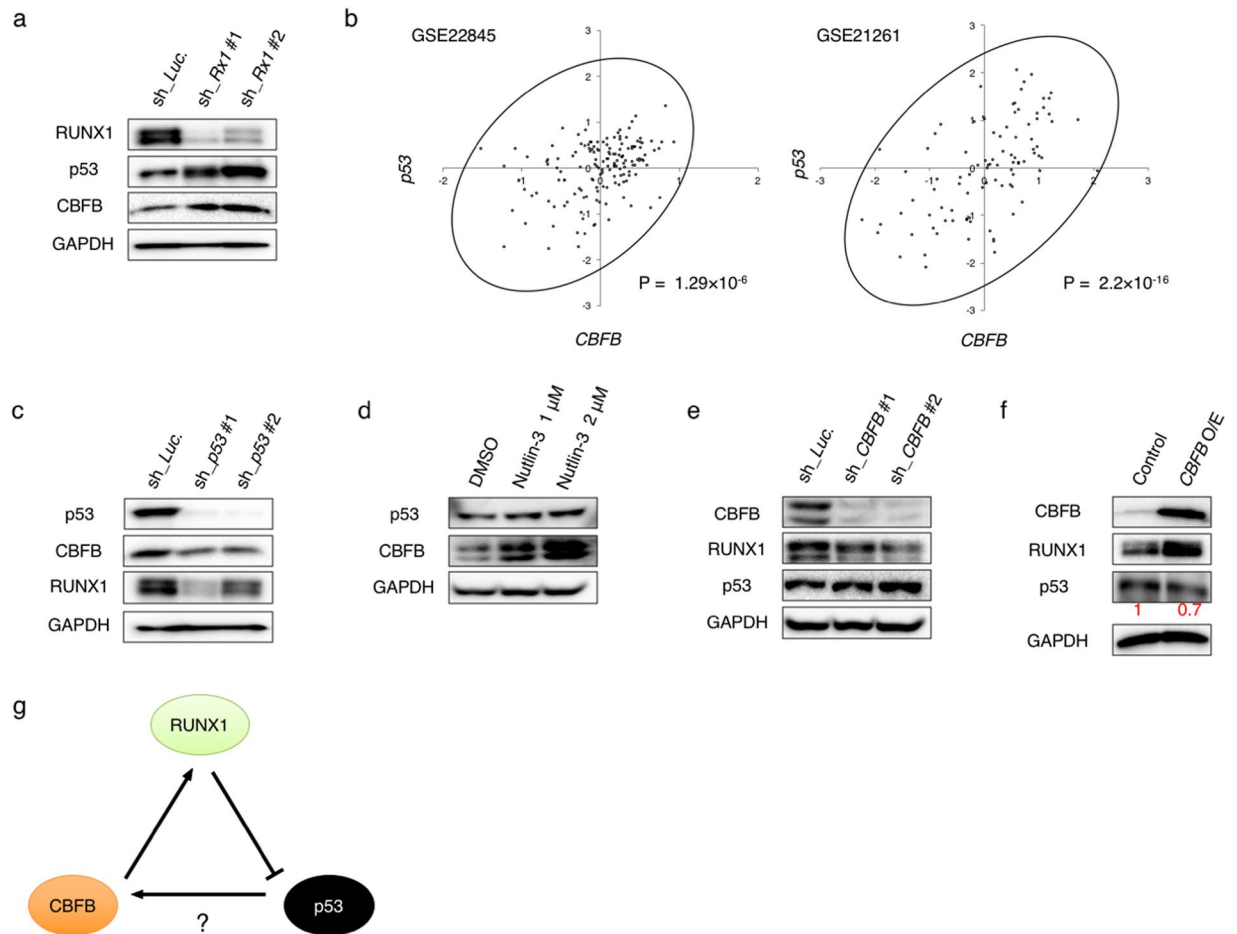 a
sh_Luc.
sh_Rx1 #1
sh_Rx1 #2
RUNX1
p53
CBFB
GAPDH
b
GSE22845
3
2
1
0
-2
-1
0
1
2
-1
-2
-3
p53
P = 1.29×10-6
CBFB
GSE21261
3
2
1
0
-3
-2
-1
0
1
2
3
-1
-2
-3
p53
P = 2.2×10-16
CBFB
c
sh_Luc.
sh_p53 #1
sh_p53 #2
p53
CBFB
RUNX1
GAPDH
d
DMSO
Nutlin-3 1 µM
Nutlin-3 2 µM
p53
CBFB
GAPDH
e
sh_Luc.
sh_CBFB #1
sh_CBFB #2
CBFB
RUNX1
p53
GAPDH
f
Control
CBFB O/E
CBFB
RUNX1
p53
1 0.7
GAPDH
g
RUNX1
CBFB
p53
?